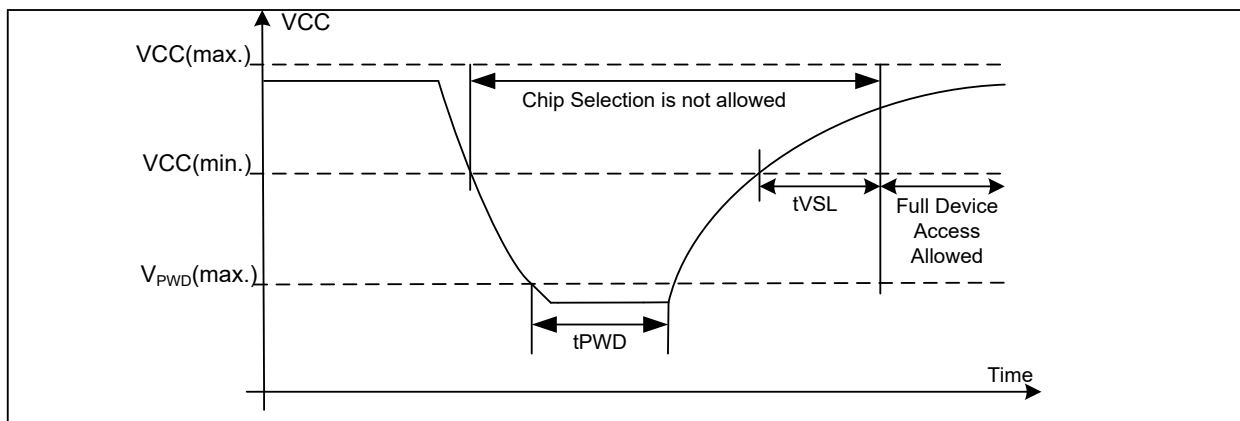 VCC
VCC(max.)
Chip Selection is not allowed
VCC(min.)
tVSL
Full Device
Access
Allowed
VPWD(max.)
tPWD
Time